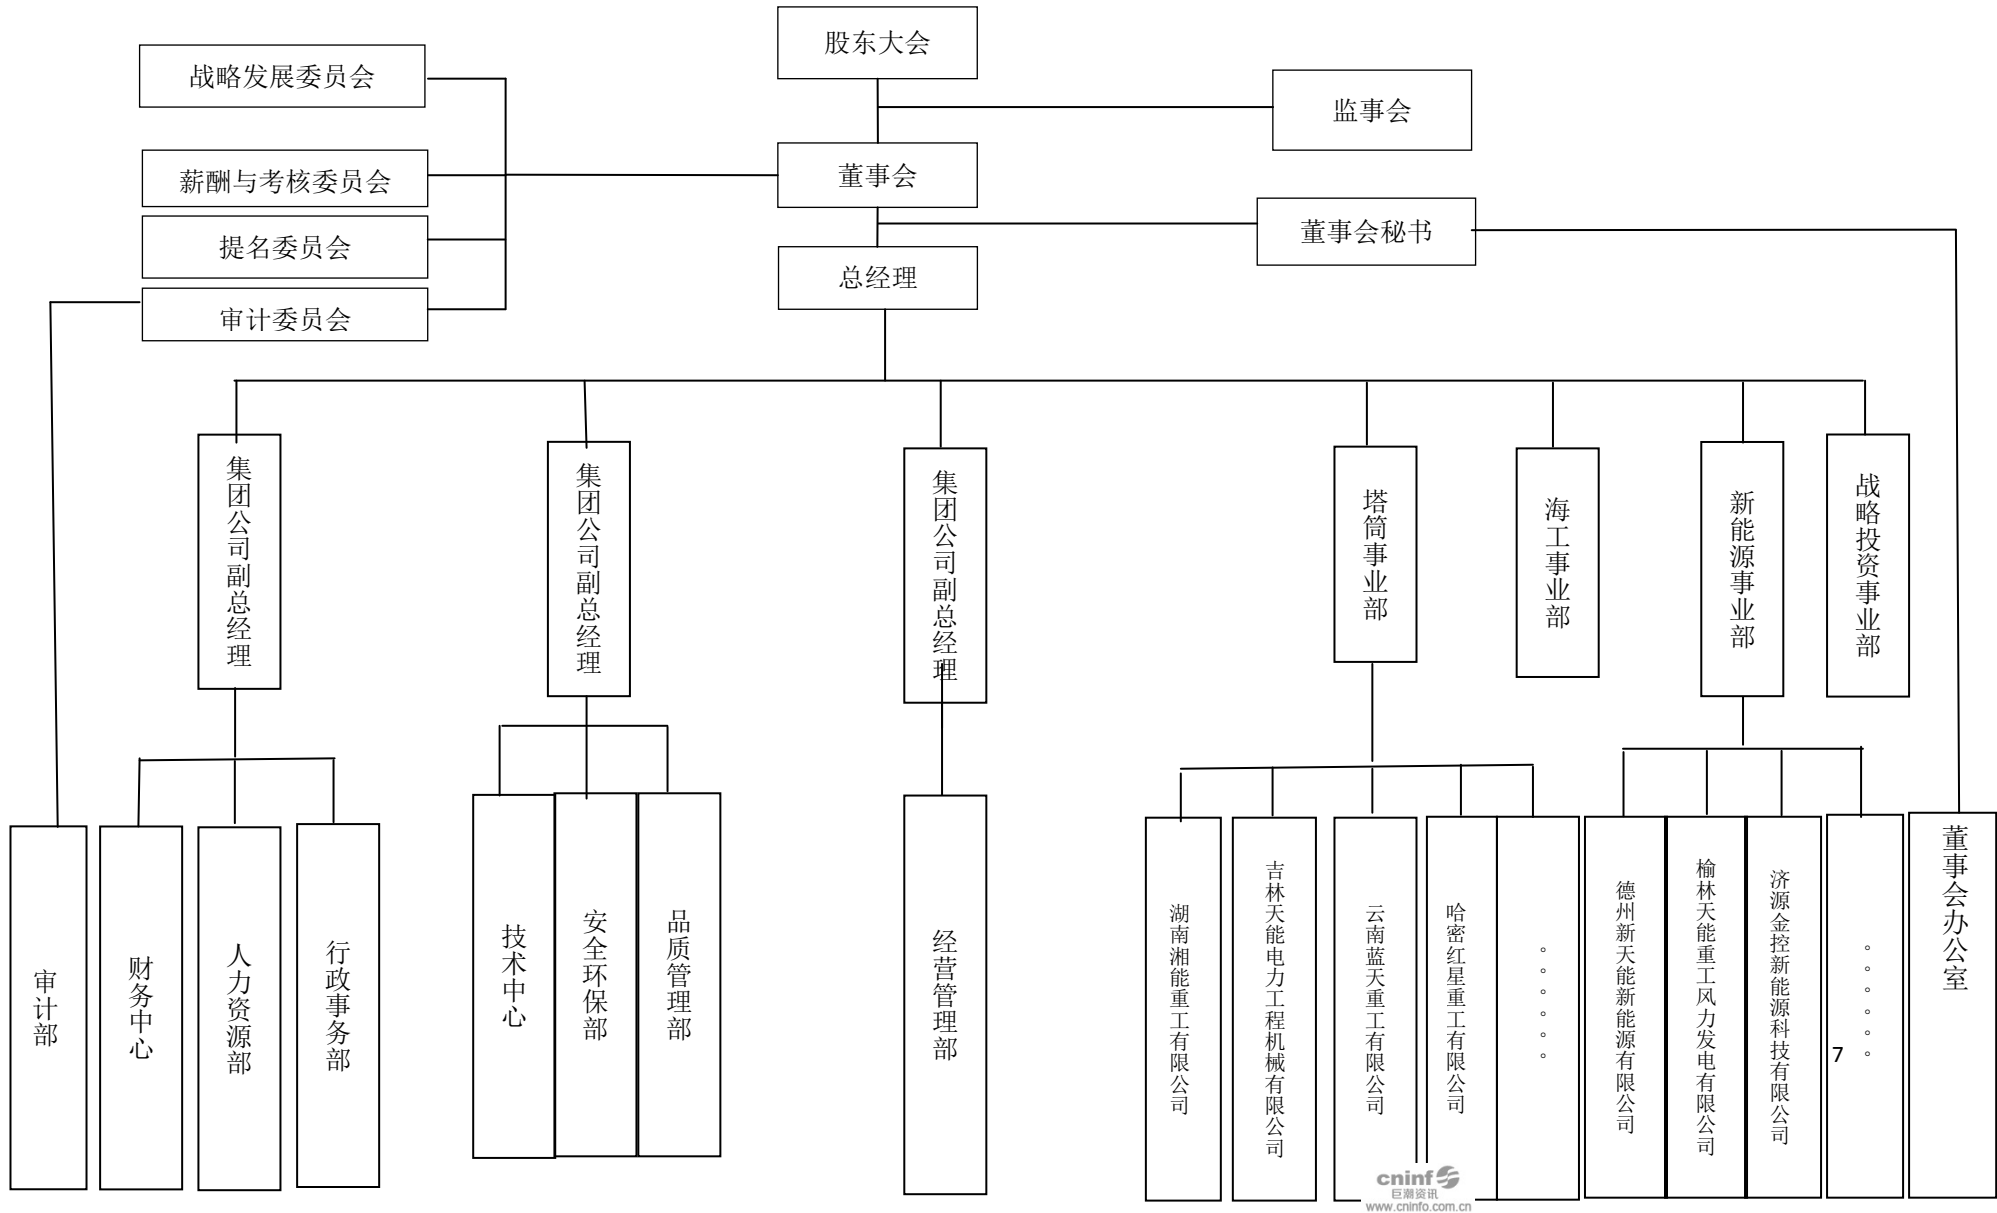 股东大会
战略发展委员会
监事会
薪酬与考核委员会
董事会
提名委员会
董事会秘书
总经理
审计委员会
集团公司副总经理
集团公司副总经理
集团公司副总经理
塔筒事业部
海工事业部
新能源事业部
战略投资事业部
审计部
财务中心
人力资源部
行政事务部
技术中心
安全环保部
品质管理部
经营管理部
湖南湘能重工有限公司
吉林天能电力工程机械有限公司
云南蓝天重工有限公司
哈密红星重工有限公司
。。。。。。
德州新天能新能源有限公司
榆林天能重工风力发电有限公司
济源金控新能源科技有限公司
。。。。。。
董事会办公室
7
cninf
巨潮资讯
www.cninfo.com.cn